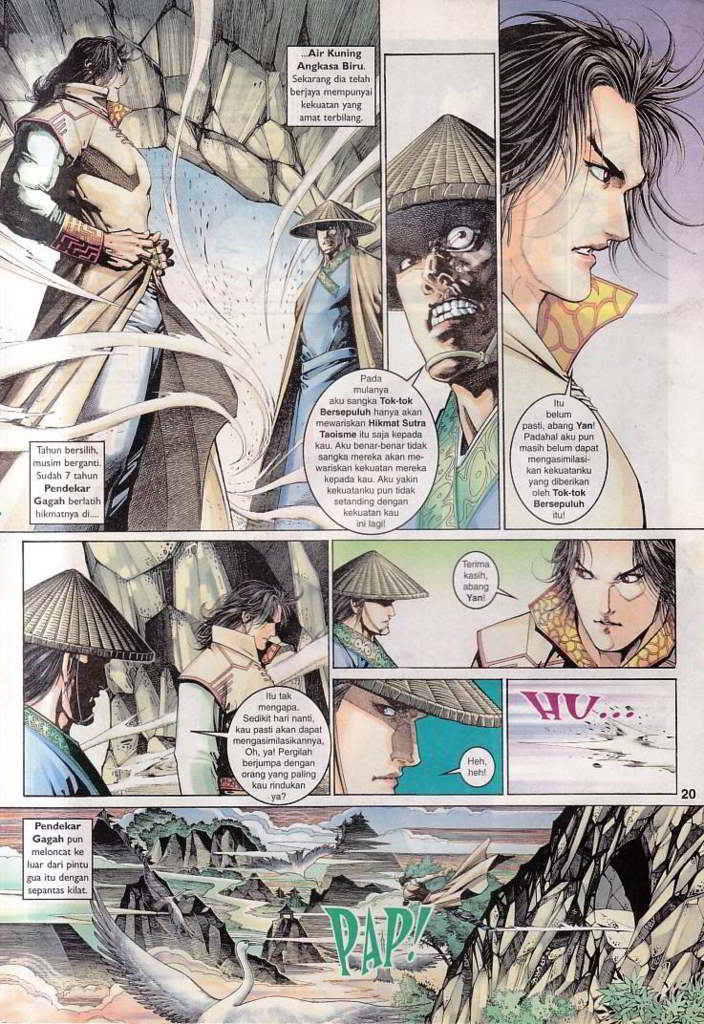 Tahun bersilih,
musim berganti.
Sudah 7 tahun
Pendekar
Gagah berlatih
hikmatnya di....
...Air Kuning
Angkasa Biru.
Sekarang dia telah
berjaya mempunyai
kekuatan yang
amat terbilang.
Pada
mulanya
aku sangka Tok-tok
Bersepuluh hanya akan
mewariskan Hikmat Sutra
Taoisme itu saja kepada
kau. Aku benar-benar tidak
sangka mereka akan me-
wariskan kekuatan mereka
kepada kau. Aku yakin
kekuatanku pun tidak
setanding dengan
kekuatan kau
ini lagi!
Itu
belum
pasti, abang
Yan!
Padahal aku pun
masih belum dapat
mengasimilasi-
kan kekuatanku
yang diberikan
oleh Tok-tok
Bersepuluh
itu!
Itu tak
mengapa.
Sedikit hari nanti,
kau pasti akan dapat
mengasimilasikannya,
Oh, ya! Pergilah
berjumpa dengan
orang yang paling
kau rindukan
ya?
Terima
kasih,
abang
Yan!
Heh,
heh!
HU...
20
Pendekar
Gagah pun
meloncat ke
luar dari pintu
gua itu dengan
sepantas kilat.
PAP!